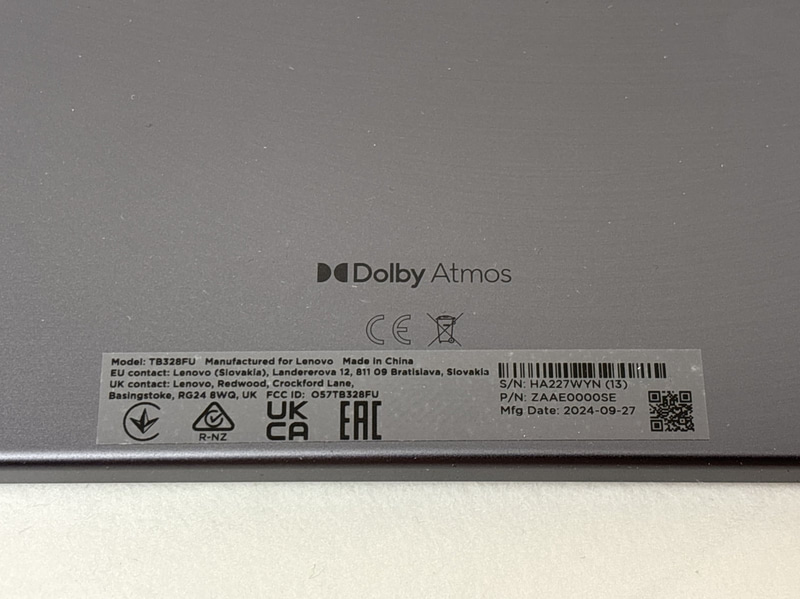 Dolby Atmos
CE
Model: TB328FU Manufactured for Lenovo Made in China
EU contact: Lenovo (Slovakia), Landererova 12, 811 09 Bratislava, Slovakia
UK contact: Lenovo, Redwood, Crockford Lane,
Basingstoke, RG24 8WQ, UK FCC ID: O57TB328FU
S/N: HA227WYN (13)
P/N: ZAAE0000SE
Mfg Date: 2024-09-27
R-NZ
UK
CA
EAC